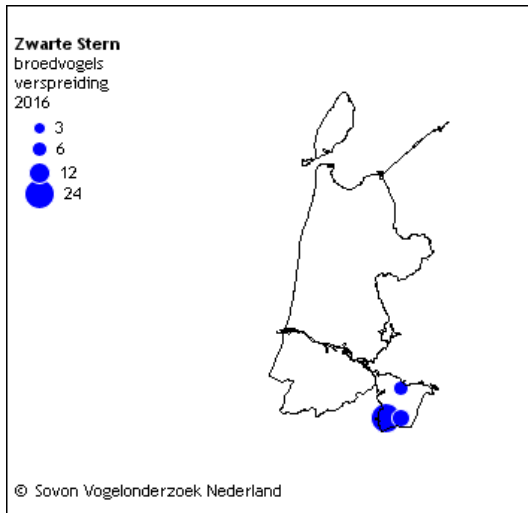 Zwarte Stern
broedvogels
verspreiding
2016
3
6
12
24
© Sovon Vogelonderzoek Nederland